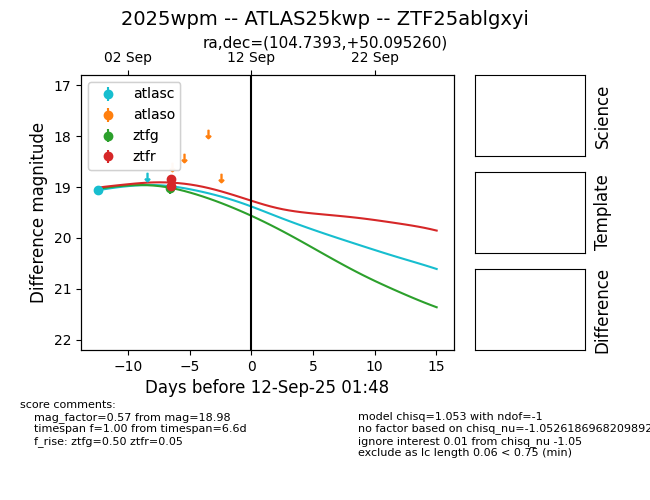 2025wpm -- ATLAS25kwp -- ZTF25ablgxyi
ra,dec=(104.7393,+50.095260)
02 Sep 12 Sep 22 Sep
atlasc
atlaso
ztfg
ztfr
17
18
19
20
21
22
Difference magnitude
−10 −5 0 5 10 15
Days before 12-Sep-25 01:48
Science
Template
Difference
score comments:
mag_factor=0.57 from mag=18.98
timespan f=1.00 from timespan=6.6d
f_rise: ztfg=0.50 ztfr=0.05
model chisq=1.053 with ndof=-1
no factor based on chisq_nu=-1.0526186968209892
ignore interest 0.01 from chisq_nu -1.05
exclude as lc length 0.06 < 0.75 (min)